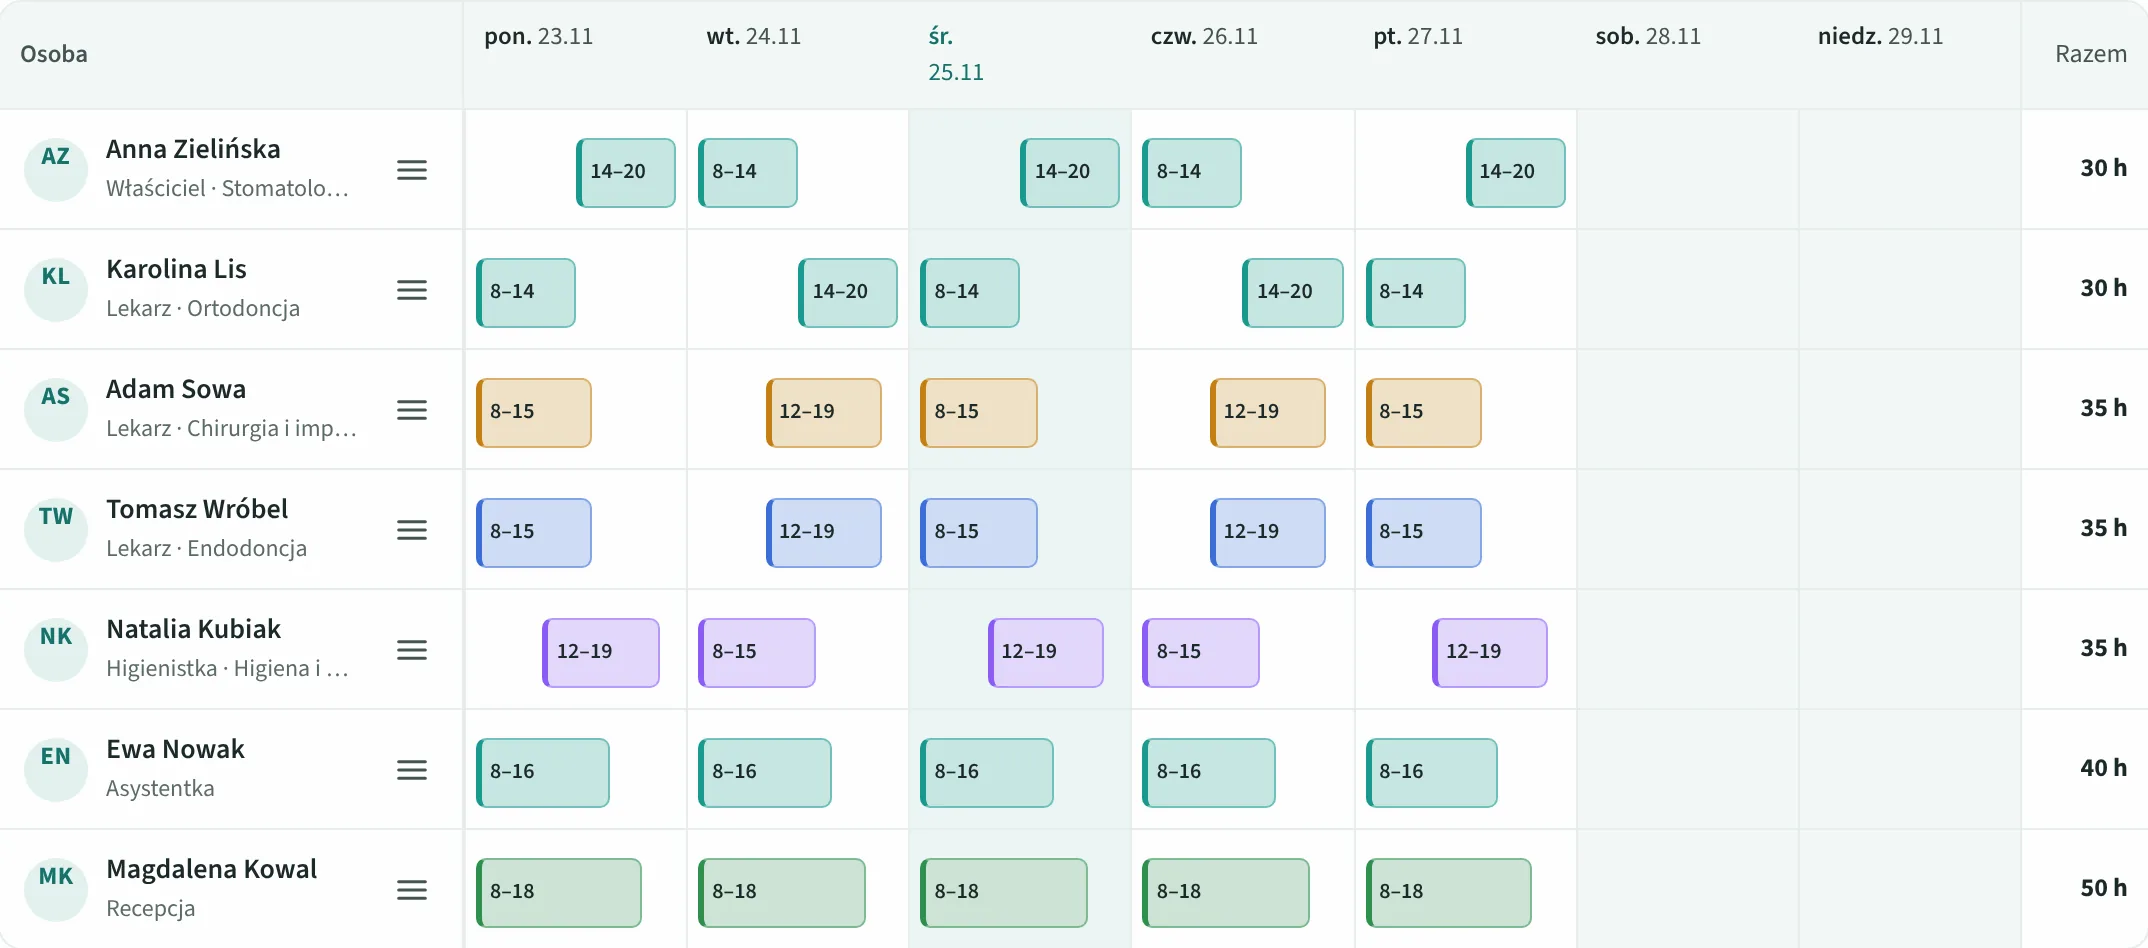 Osoba
pon. 23.11
wt. 24.11
śr.
25.11
czw. 26.11
pt. 27.11
sob. 28.11
niedz. 29.11
Razem
AZ
Anna Zielińska
Właściciel · Stomatolo…
14–20
8–14
14–20
8–14
14–20
30 h
KL
Karolina Lis
Lekarz · Ortodoncja
8–14
14–20
8–14
14–20
8–14
30 h
AS
Adam Sowa
Lekarz · Chirurgia i imp…
8–15
12–19
8–15
12–19
8–15
35 h
TW
Tomasz Wróbel
Lekarz · Endodoncja
8–15
12–19
8–15
12–19
8–15
35 h
NK
Natalia Kubiak
Higienistka · Higiena i …
12–19
8–15
12–19
8–15
12–19
35 h
EN
Ewa Nowak
Asystentka
8–16
8–16
8–16
8–16
8–16
40 h
MK
Magdalena Kowal
Recepcja
8–18
8–18
8–18
8–18
8–18
50 h